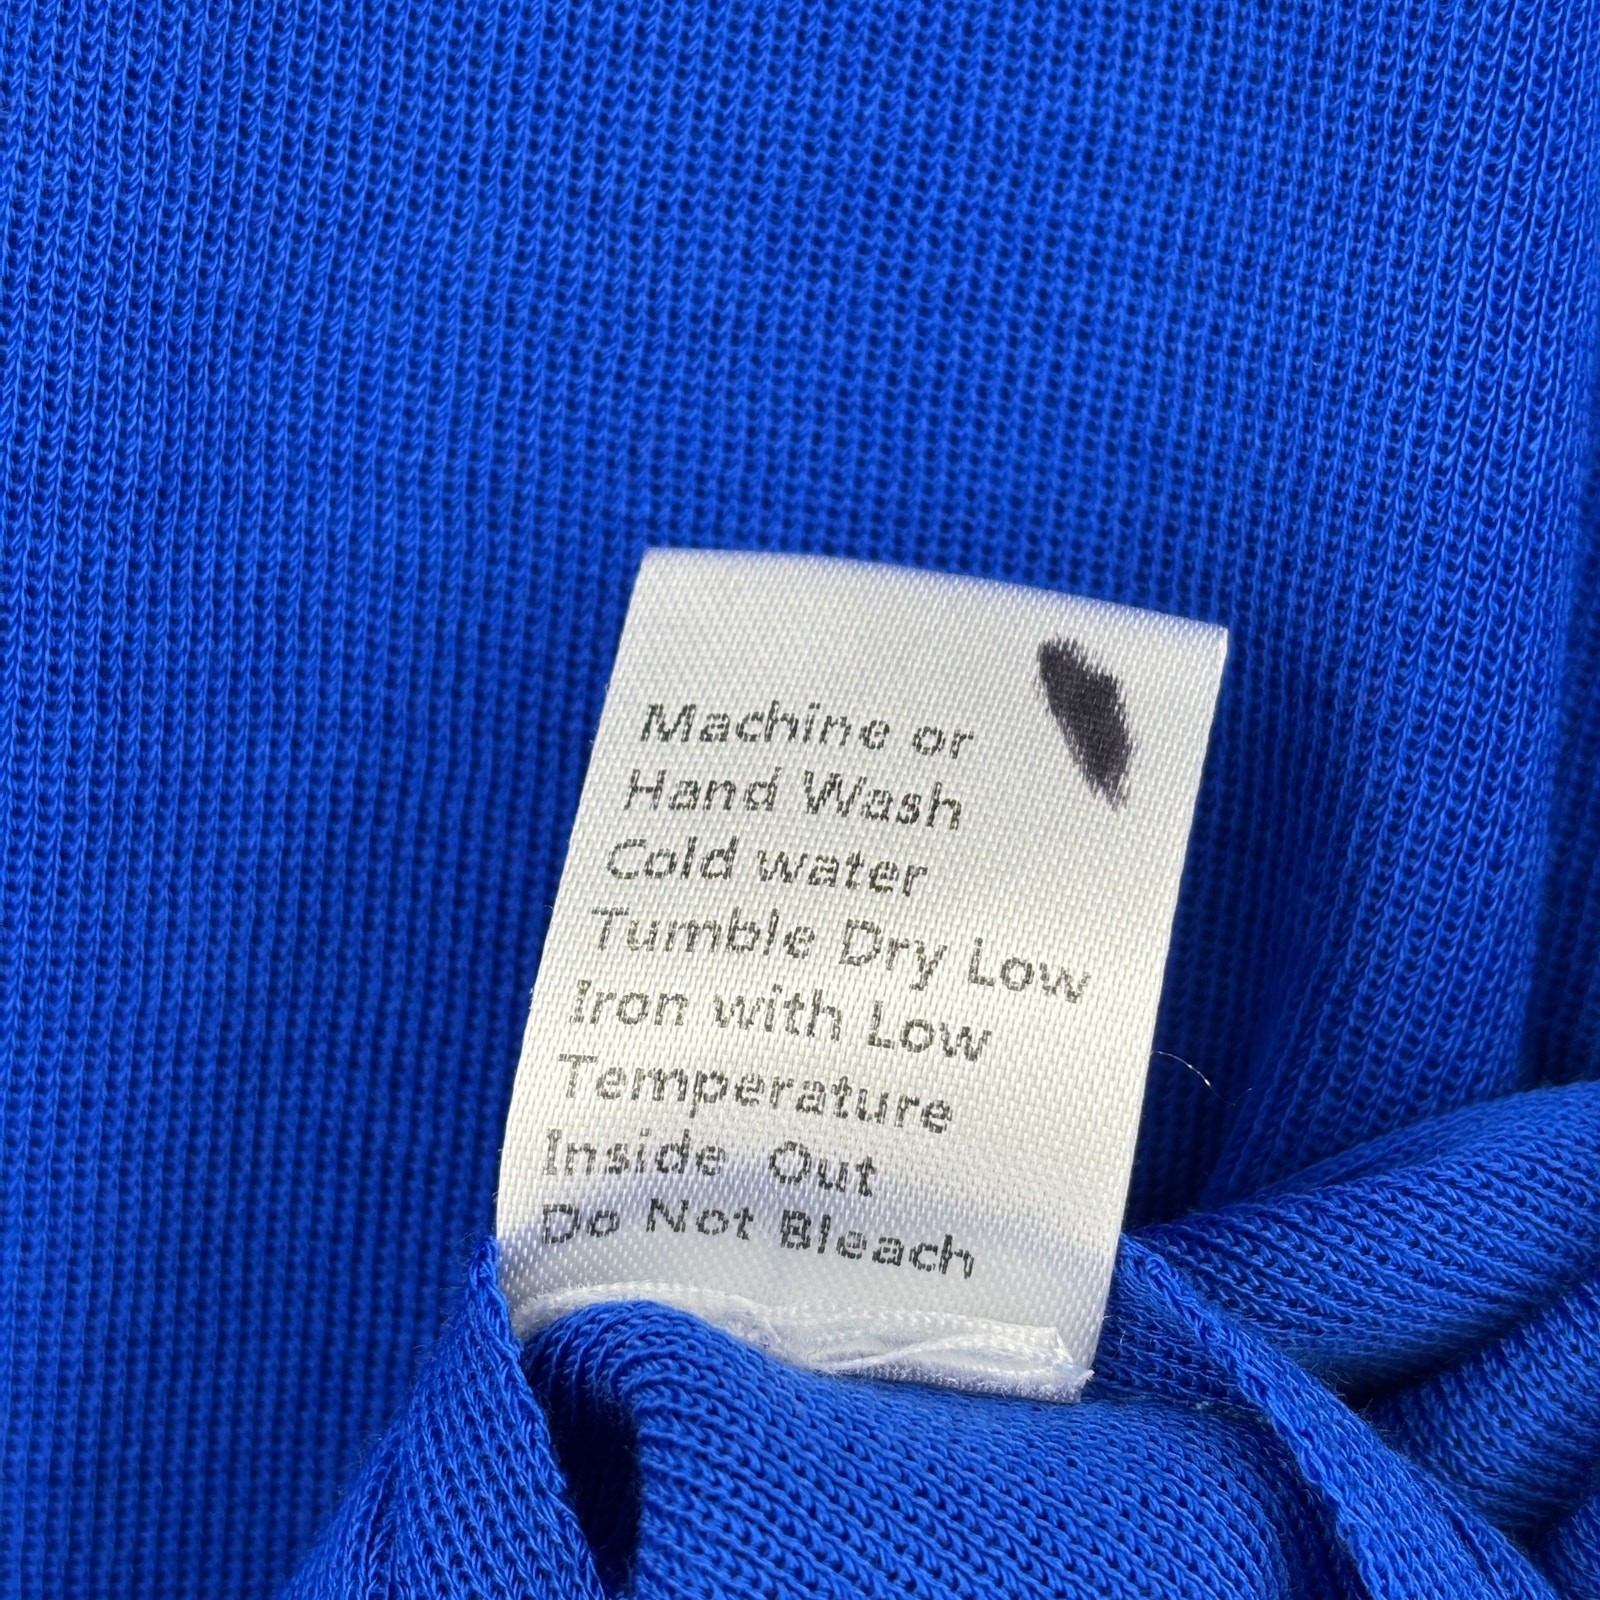 Machine or
Hand Wash
Cold water
Tumble Dry Low
Iron with Low
Temperature
Inside Out
Do Not Bleach